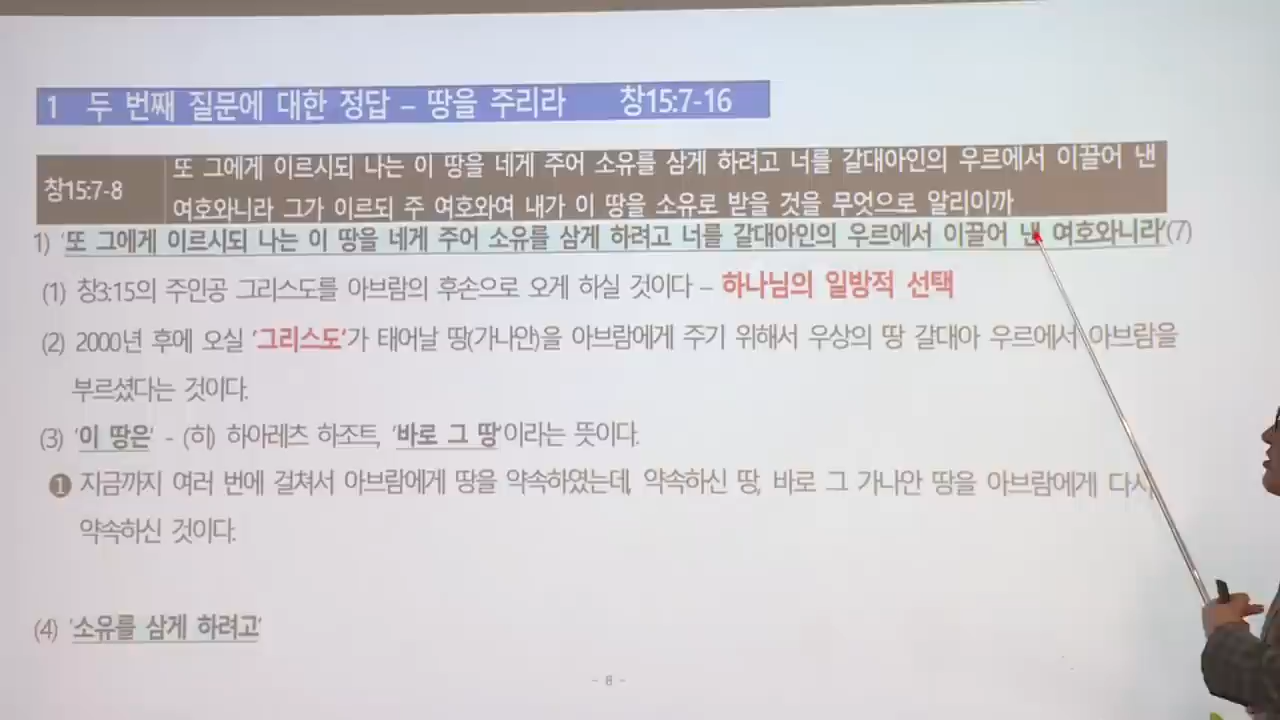 1 두 번째 질문에 대한 정답 – 땅을 주리라 창15:7-16
창15:7-8
또 그에게 이르시되 나는 이 땅을 네게 주어 소유를 삼게 하려고 너를 갈대아인의 우르에서 이끌어 낸
여호와니라 그가 이르되 주 여호와여 내가 이 땅을 소유로 받을 것을 무엇으로 알리이까
1) ‘또 그에게 이르시되 나는 이 땅을 네게 주어 소유를 삼게 하려고 너를 갈대아인의 우르에서 이끌어 낸 여호와니라’(7)
(1) 창3:15의 주인공 그리스도를 아브람의 후손으로 오게 하실 것이다 – 하나님의 일방적 선택
(2) 2000년 후에 오실 ‘그리스도’가 태어날 땅(가나안)을 아브람에게 주기 위해서 우상의 땅 갈대아 우르에서 아브람을
부르셨다는 것이다.
(3) ‘이 땅은’ - (히) 하아레츠 하조트, ‘바로 그 땅’이라는 뜻이다.
❶ 지금까지 여러 번에 걸쳐서 아브람에게 땅을 약속하였는데, 약속하신 땅, 바로 그 가나안 땅을 아브람에게 다시
약속하신 것이다.
(4) ‘소유를 삼게 하려고’
- 8 -